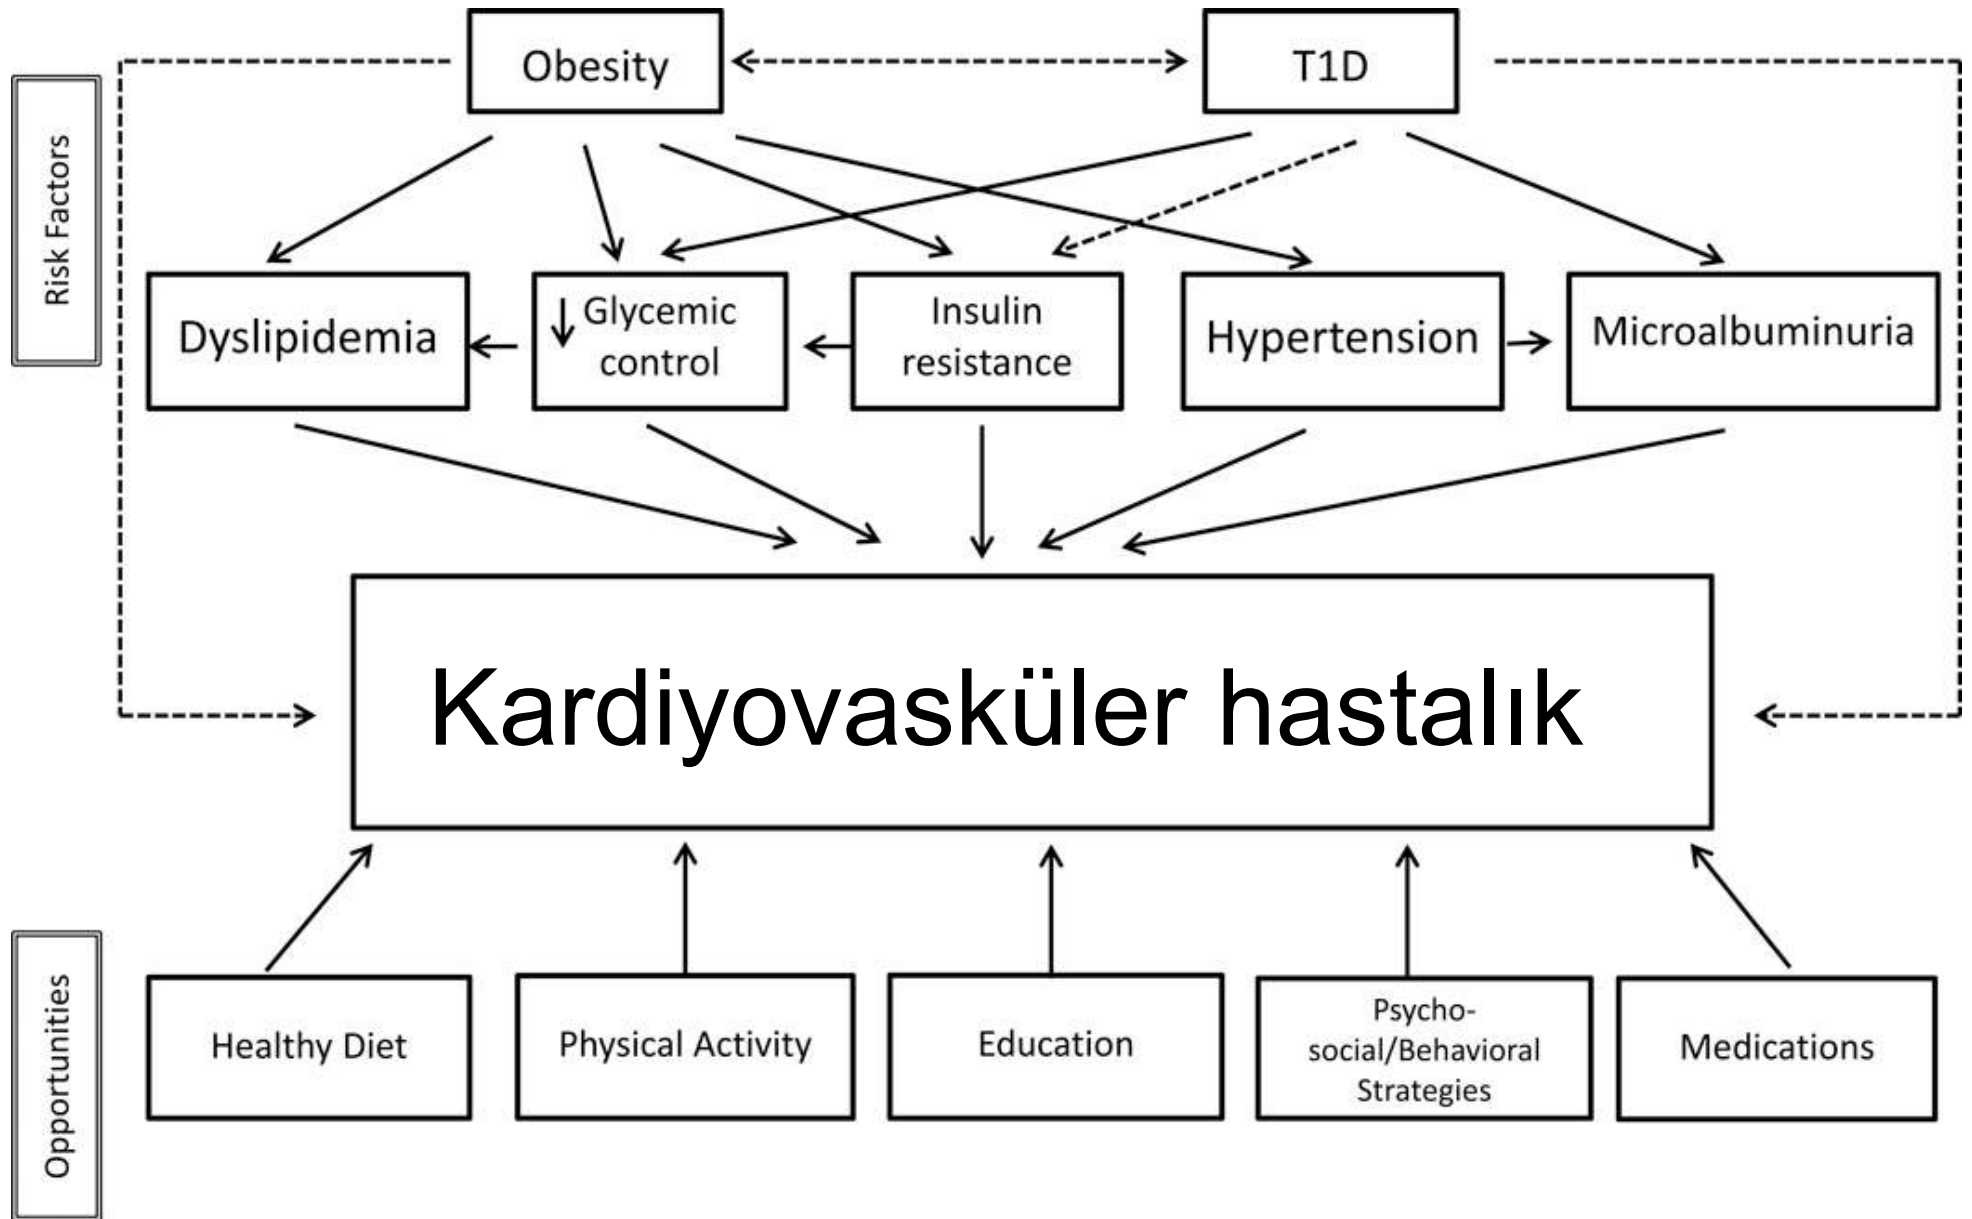 Obesity
T1D
Risk Factors
Dyslipidemia
↓ Glycemic
control
Insulin
resistance
Hypertension
Microalbuminuria
Kardiyovasküler hastalık
Opportunities
Healthy Diet
Physical Activity
Education
Psycho-
social/Behavioral
Strategies
Medications